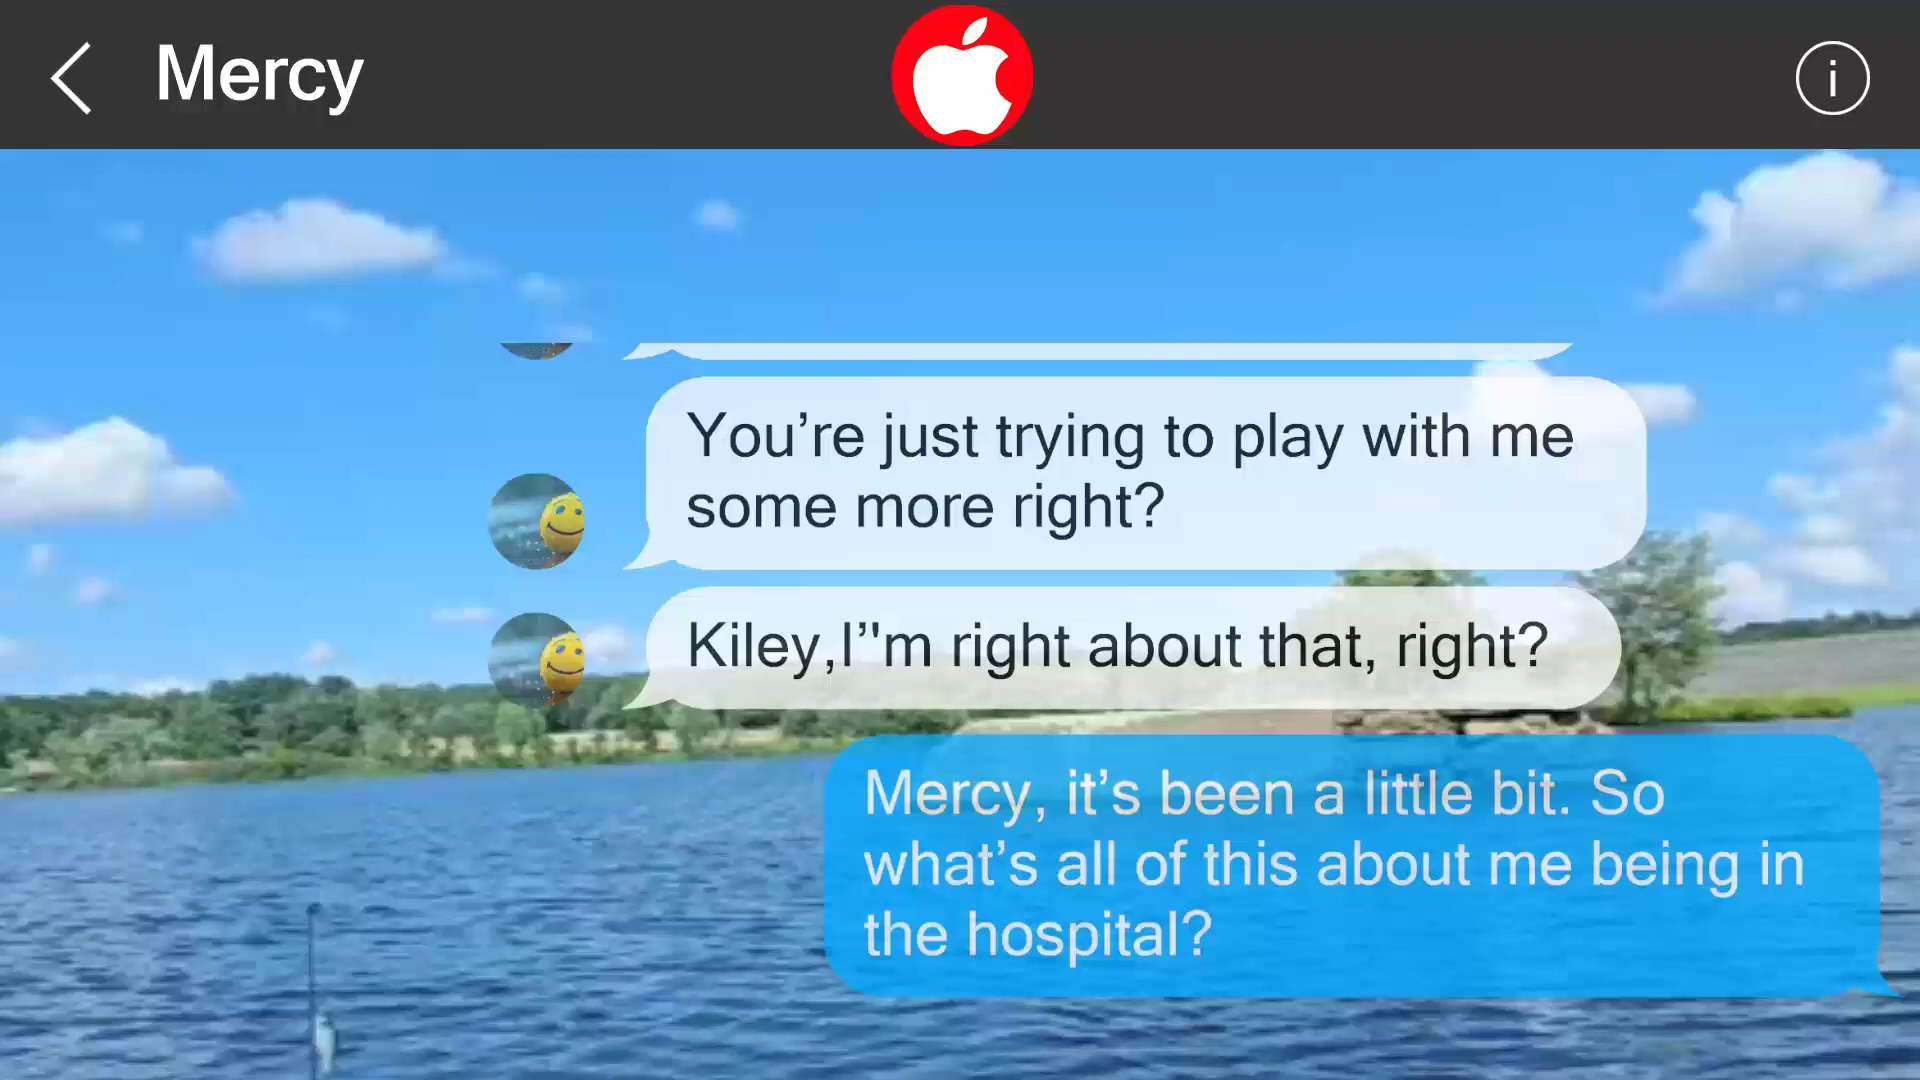 Mercy
i
You’re just trying to play with me
some more right?
Kiley,I’'m right about that, right?
Mercy, it’s been a little bit. So
what’s all of this about me being in
the hospital?